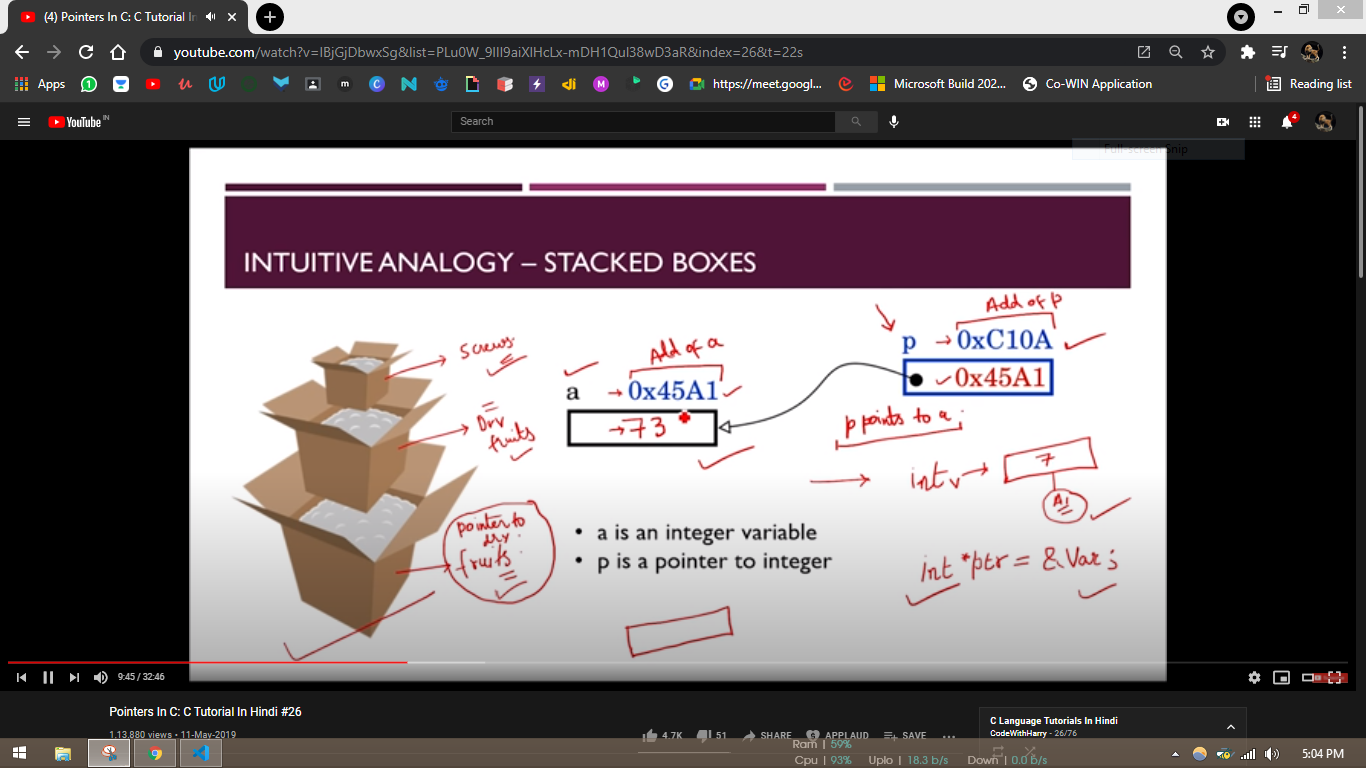 (4) Pointers In C: C Tutorial In
youtube.com/watch?v=IBjGjDbwxSg&list=PLu0W_9lII9aiXlHcLx-mDH1QuI38wD3aR&index=26&t=22s
Apps
https://meet.googl...
Microsoft Build 202...
Co-WIN Application
Reading list
YouTube IN
Search
4
Full-screen Snip
INTUITIVE ANALOGY – STACKED BOXES
Add of p
p → 0xC10A
0x45A1
Screws
Add of a
a → 0x45A1
→73
Dry
fruits
p points to a;
int v → 7
A1
pointer to
dry
fruits
• a is an integer variable
• p is a pointer to integer
int *ptr = &Var;
9:45 / 32:46
Pointers In C: C Tutorial In Hindi #26
1,13,880 views • 11-May-2019
4.7K
51
SHARE
APPLAUD
SAVE
C Language Tutorials In Hindi
CodeWithHarry - 26/76
Ram | 59%
Cpu | 93% Uplo | 18.3 b/s Down | 0.0 b/s
5:04 PM